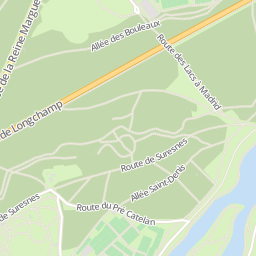 Allée des Bouleaux
Route des Lacs à Madrid
de la Reine Margue
de Longchamp
Route de Suresnes
Allée Saint-Denis
de Suresnes
Route du Pré Catelan